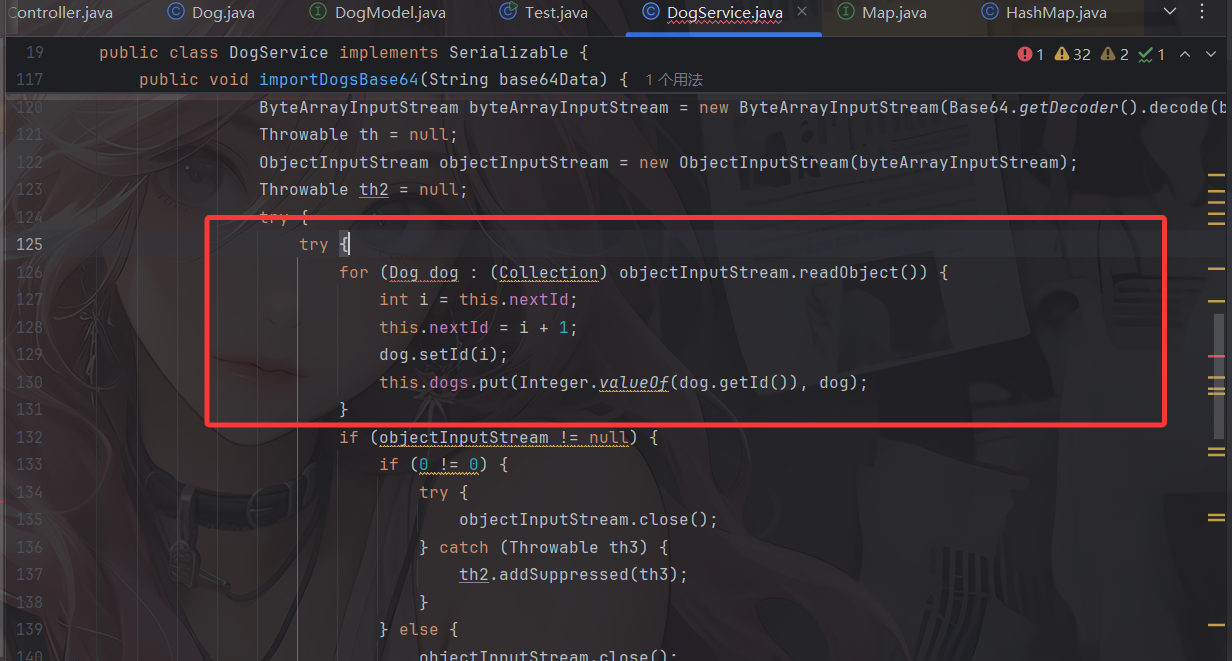 Controller.java Dog.java DogModel.java Test.java DogService.java Map.java HashMap.java
19 public class DogService implements Serializable { 1 32 2 1
117 public void importDogsBase64(String base64Data) { 1 个用法
120 ByteArrayInputStream byteArrayInputStream = new ByteArrayInputStream(Base64.getDecoder().decode(b
121 Throwable th = null;
122 ObjectInputStream objectInputStream = new ObjectInputStream(byteArrayInputStream);
123 Throwable th2 = null;
124 try {
125 try {
126 for (Dog dog : (Collection) objectInputStream.readObject()) {
127 int i = this.nextId;
128 this.nextId = i + 1;
129 dog.setId(i);
130 this.dogs.put(Integer.valueOf(dog.getId()), dog);
131 }
132 if (objectInputStream != null) {
133 if (0 != 0) {
134 try {
135 objectInputStream.close();
136 } catch (Throwable th3) {
137 th2.addSuppressed(th3);
138 }
139 } else {
140 objectInputStream.close();